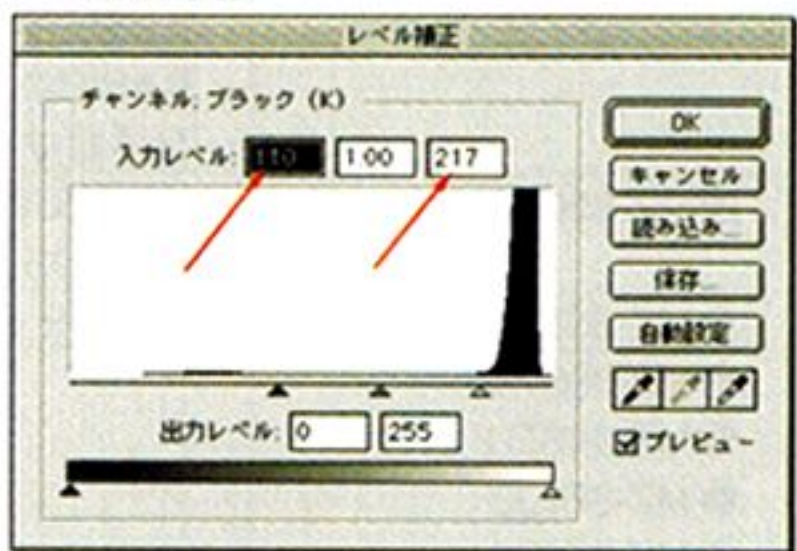 レベル補正
チャンネル: ブラック (K)
入力レベル: 110 1.00 217
出力レベル: 0 255
OK
キャンセル
読み込み...
保存...
自動設定
プレビュー